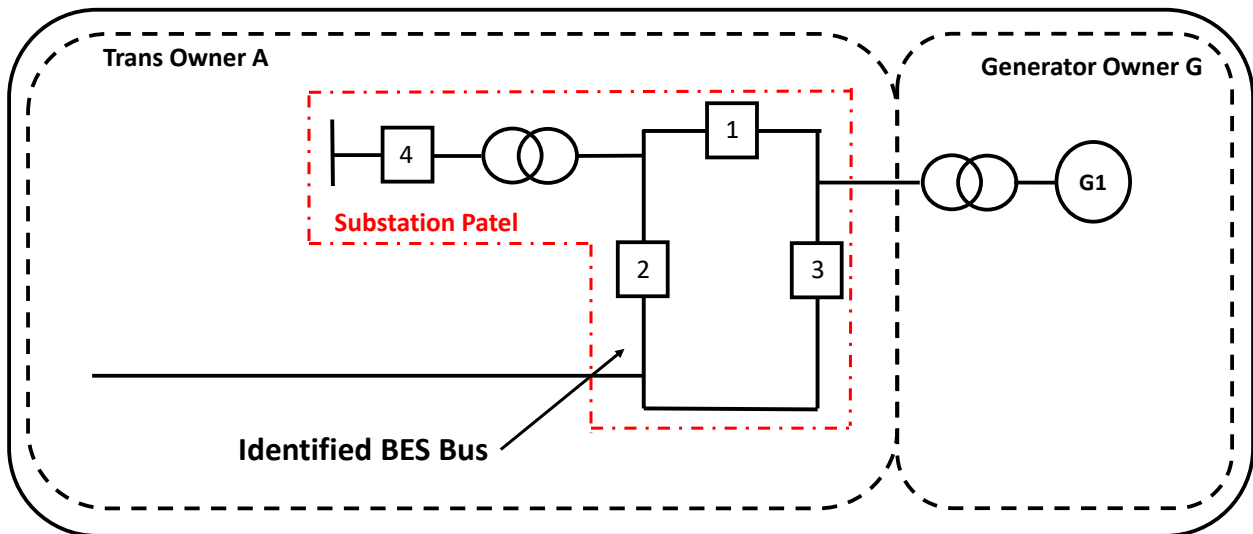 Trans Owner A
Generator Owner G
1
4
G1
Substation Patel
2
3
Identified BES Bus